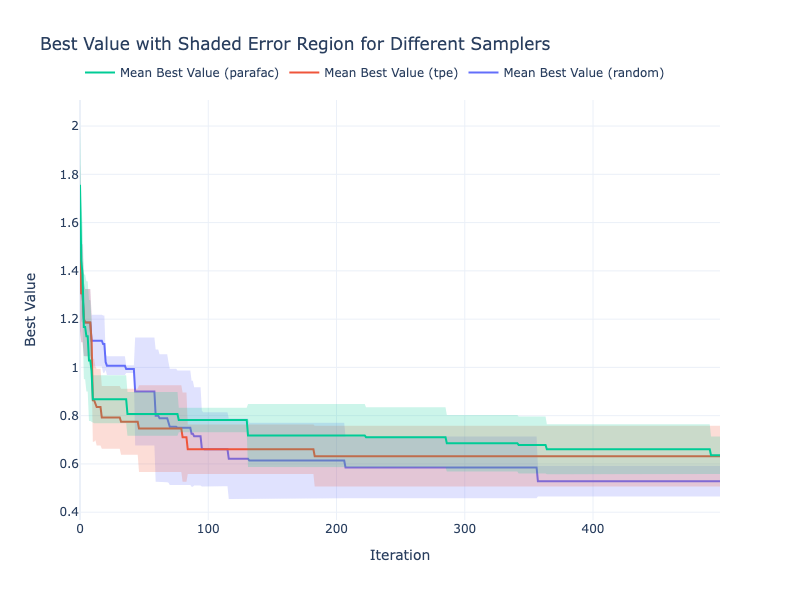 Best Value with Shaded Error Region for Different Samplers
Mean Best Value (parafac) Mean Best Value (tpe) Mean Best Value (random)
2
1.8
1.6
1.4
1.2
1
0.8
0.6
0.4
Best Value
0 100 200 300 400
Iteration